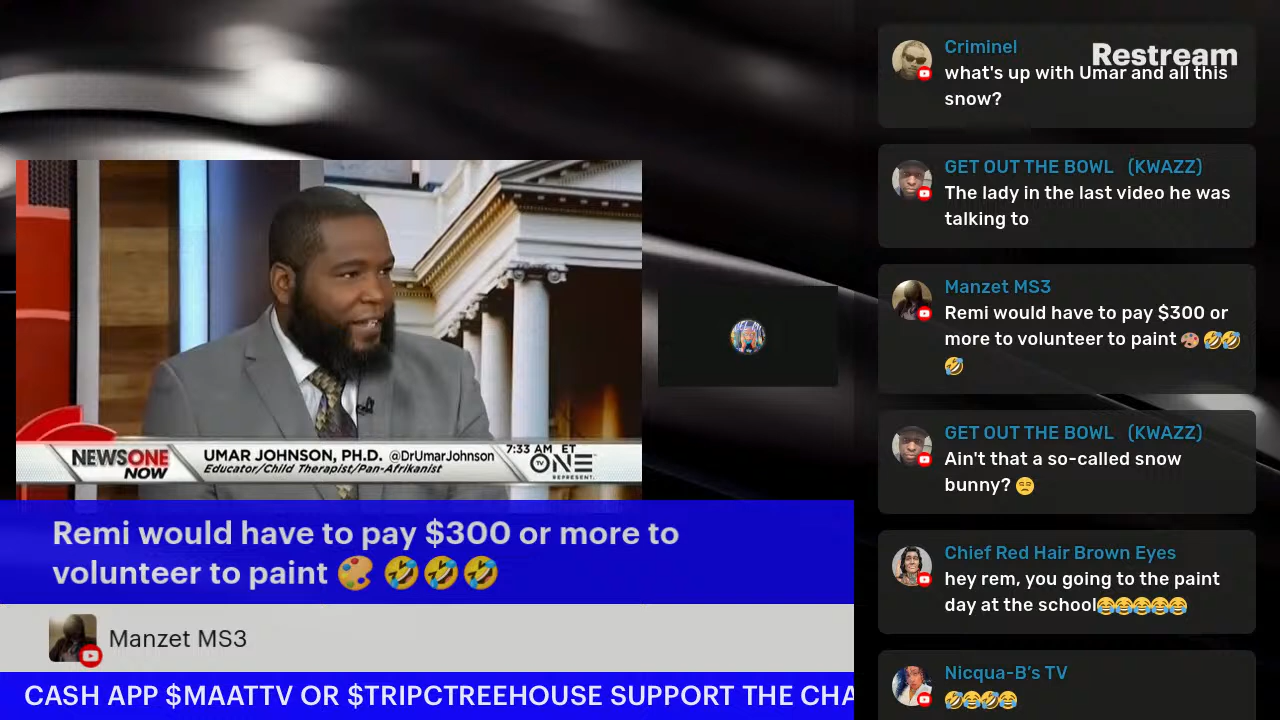 UMAR JOHNSON, PH.D. @DrUmarJohnson
Educator/Child Therapist/Pan-Afrikanist
NEWSONE
NOW
7:33 AM ET
TV ONE
REPRESENT.
Remi would have to pay $300 or more to
volunteer to paint 🎨 🤣🤣🤣
Manzet MS3
CASH APP $MAATTV OR $TRIPCTREEHOUSE SUPPORT THE CHA
Restream
Criminel
what's up with Umar and all this
snow?
GET OUT THE BOWL (KWAZZ)
The lady in the last video he was
talking to
Manzet MS3
Remi would have to pay $300 or
more to volunteer to paint 🎨 🤣🤣
🤣
GET OUT THE BOWL (KWAZZ)
Ain't that a so-called snow
bunny? 😒
Chief Red Hair Brown Eyes
hey rem, you going to the paint
day at the school😂😂😂😂😂
Nicqua-B's TV
🤣😂🤣😂